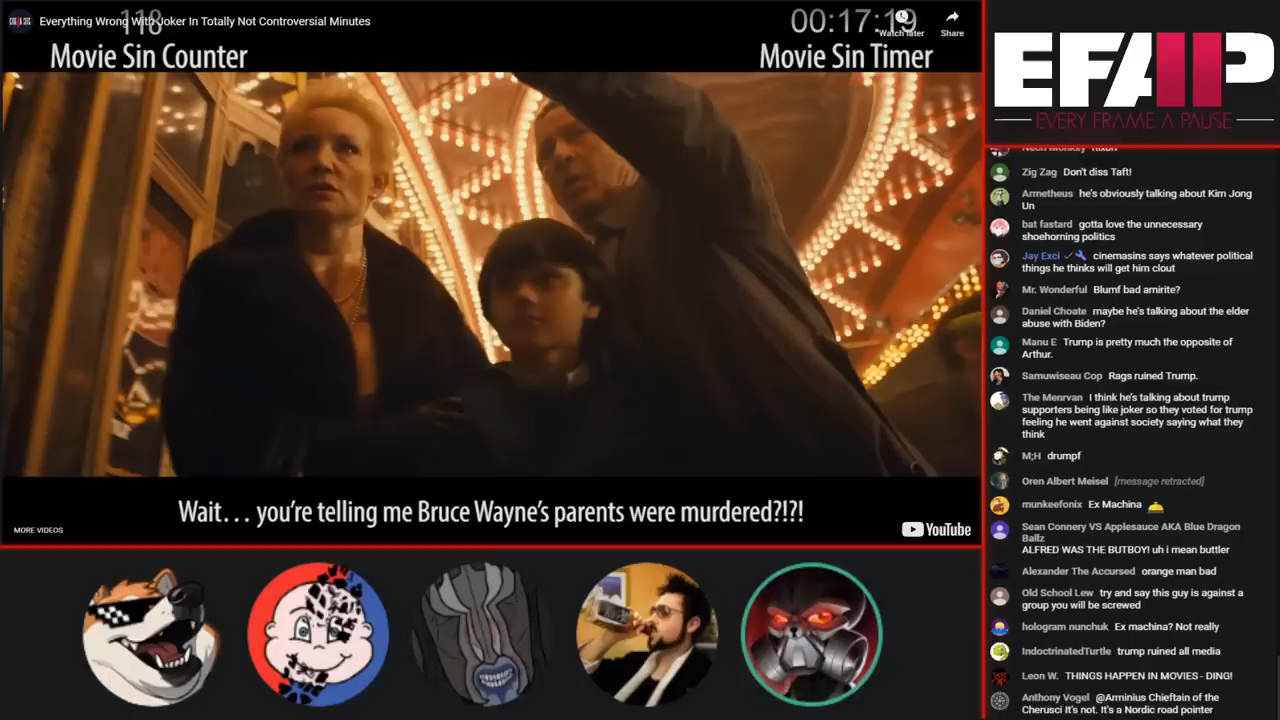 Everything Wrong With Joker In Totally Not Controversial Minutes
118
Movie Sin Counter
00:17:19
Watch later
Share
Movie Sin Timer
Wait… you're telling me Bruce Wayne's parents were murdered?!?!
MORE VIDEOS
YouTube
EFAP
EVERY FRAME A PAUSE
Neon Monkey nixon
Zig Zag Don't diss Taft!
Armetheus he's obviously talking about Kim Jong
Un
bat fastard gotta love the unnecessary
shoehorning politics
Jay Exci cinemasins says whatever political
things he thinks will get him clout
Mr. Wonderful Blumf bad amirite?
Daniel Choate maybe he's talking about the elder
abuse with Biden?
Manu E Trump is pretty much the opposite of
Arthur.
Samuwiseau Cop Rags ruined Trump.
The Menrvan I think he's talking about trump
supporters being like joker so they voted for trump
feeling he went against society saying what they
think
M;H drumpf
Oren Albert Meisel [message retracted]
munkeefonix Ex Machina
Sean Connery VS Applesauce AKA Blue Dragon
Ballz
ALFRED WAS THE BUTBOY! uh i mean buttler
Alexander The Accursed orange man bad
Old School Lew try and say this guy is against a
group you will be screwed
hologram nunchuk Ex machina? Not really
IndoctrinatedTurtle trump ruined all media
Leon W. THINGS HAPPEN IN MOVIES - DING!
Anthony Vogel @Arminius Chieftain of the
Cherusci It's not. It's a Nordic road pointer